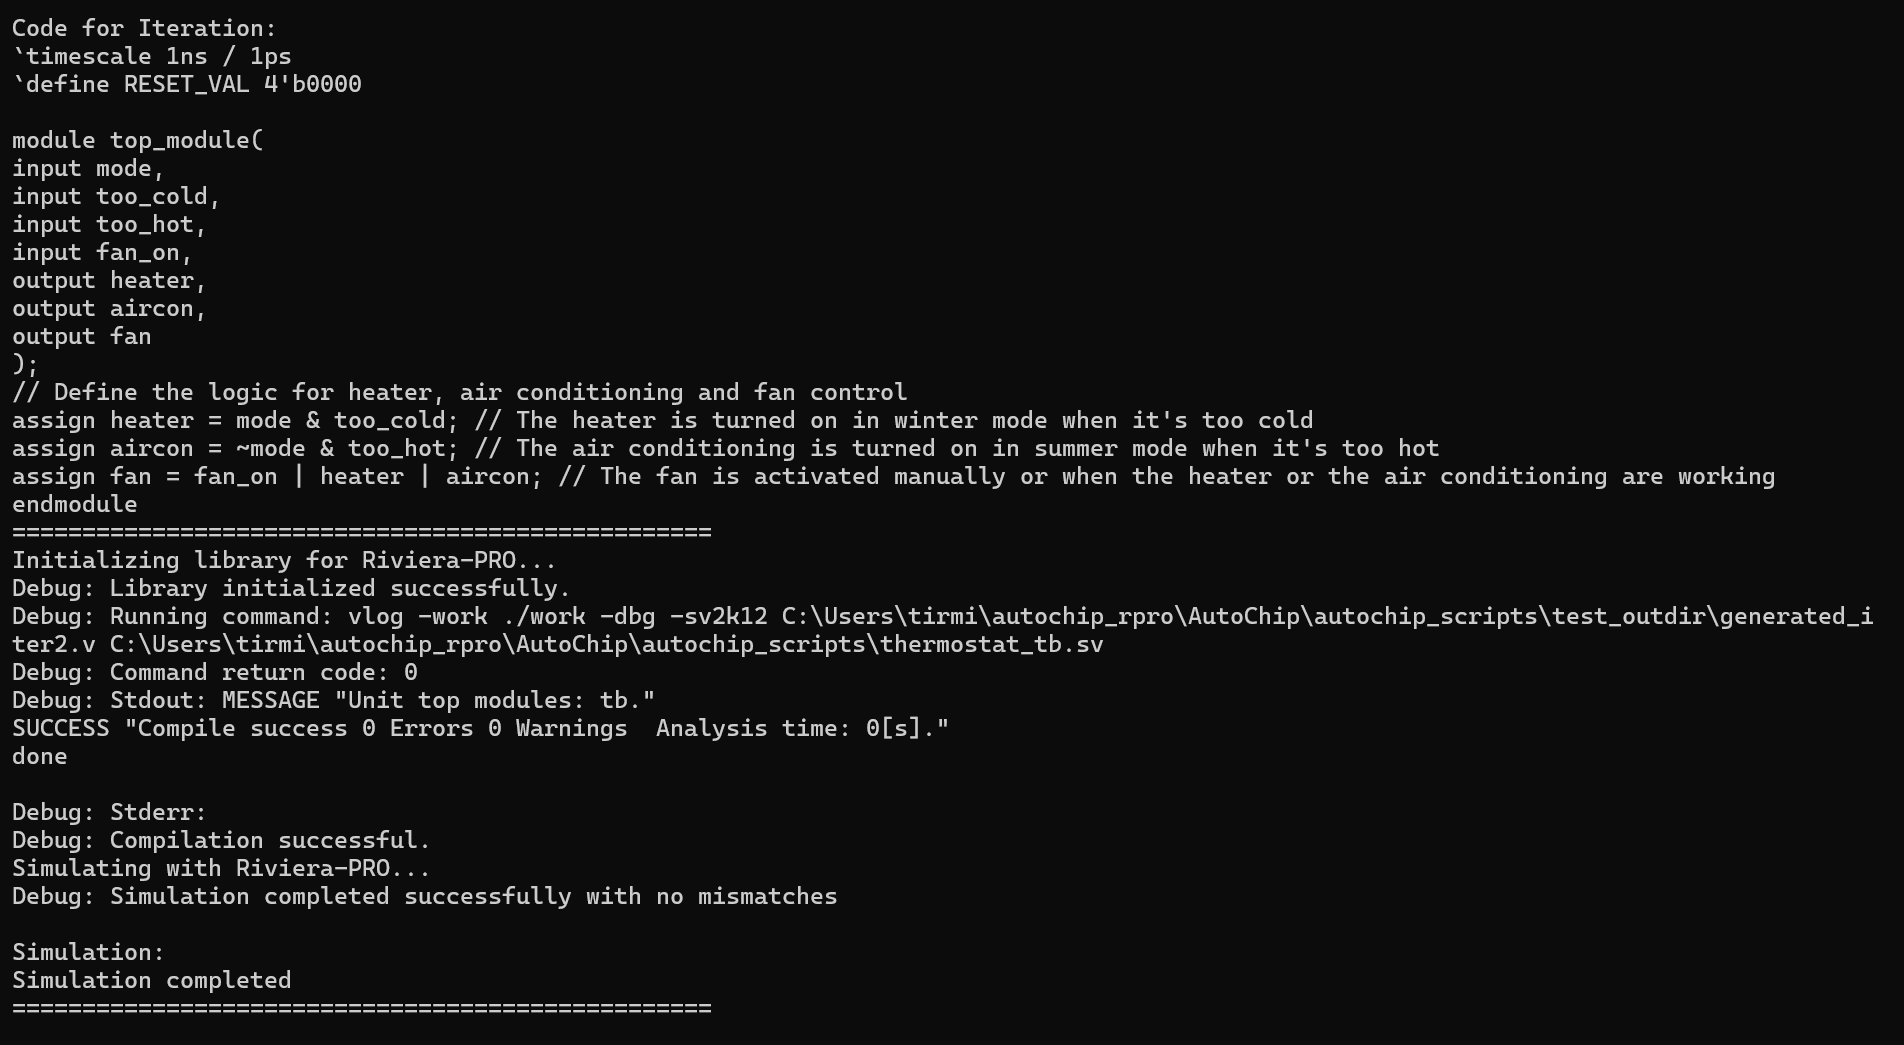 Code for Iteration:
`timescale 1ns / 1ps
`define RESET_VAL 4'b0000
module top_module(
input mode,
input too_cold,
input too_hot,
input fan_on,
output heater,
output aircon,
output fan
);
// Define the logic for heater, air conditioning and fan control
assign heater = mode & too_cold; // The heater is turned on in winter mode when it's too cold
assign aircon = ~mode & too_hot; // The air conditioning is turned on in summer mode when it's too hot
assign fan = fan_on | heater | aircon; // The fan is activated manually or when the heater or the air conditioning are working
endmodule
==================================================
Initializing library for Riviera-PRO...
Debug: Library initialized successfully.
Debug: Running command: vlog -work ./work -dbg -sv2k12 C:\Users\tirmi\autochip_rpro\AutoChip\autochip_scripts\test_outdir\generated_i
ter2.v C:\Users\tirmi\autochip_rpro\AutoChip\autochip_scripts\thermostat_tb.sv
Debug: Command return code: 0
Debug: Stdout: MESSAGE "Unit top modules: tb."
SUCCESS "Compile success 0 Errors 0 Warnings  Analysis time: 0[s]."
done
Debug: Stderr:
Debug: Compilation successful.
Simulating with Riviera-PRO...
Debug: Simulation completed successfully with no mismatches
Simulation:
Simulation completed
==================================================